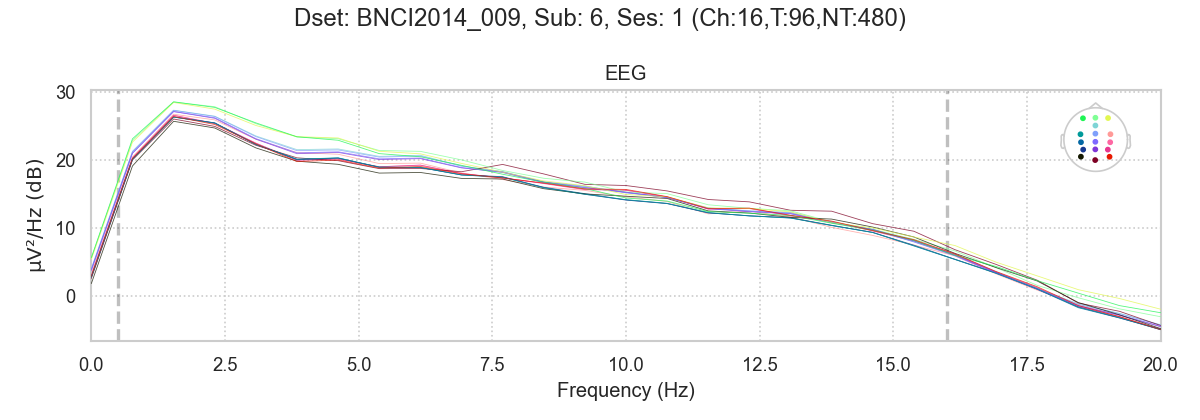 Dset: BNCI2014_009, Sub: 6, Ses: 1 (Ch:16,T:96,NT:480)
EEG
µV²/Hz (dB)
30
20
10
0
0.0 2.5 5.0 7.5 10.0 12.5 15.0 17.5 20.0
Frequency (Hz)